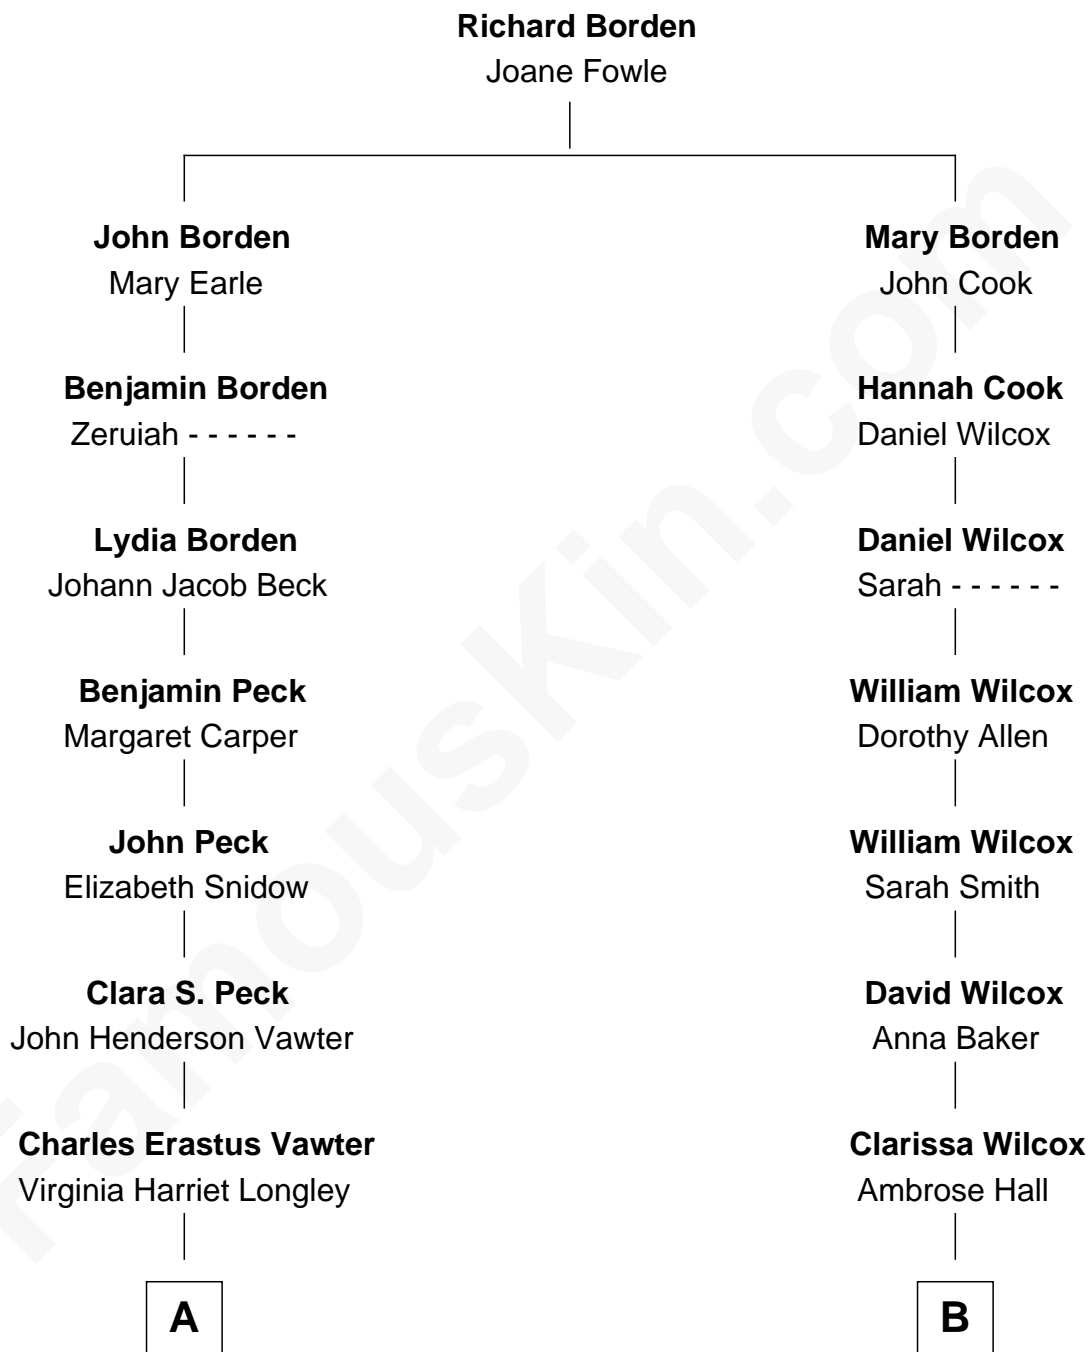 Richard Borden
Joane Fowle
John Borden
Mary Earle
Mary Borden
John Cook
Benjamin Borden
Zeruiah - - - - - -
Hannah Cook
Daniel Wilcox
Lydia Borden
Johann Jacob Beck
Daniel Wilcox
Sarah - - - - - -
Benjamin Peck
Margaret Carper
William Wilcox
Dorothy Allen
John Peck
Elizabeth Snidow
William Wilcox
Sarah Smith
Clara S. Peck
John Henderson Vawter
David Wilcox
Anna Baker
Charles Erastus Vawter
Virginia Harriet Longley
Clarissa Wilcox
Ambrose Hall
A
B
FamousKin.com